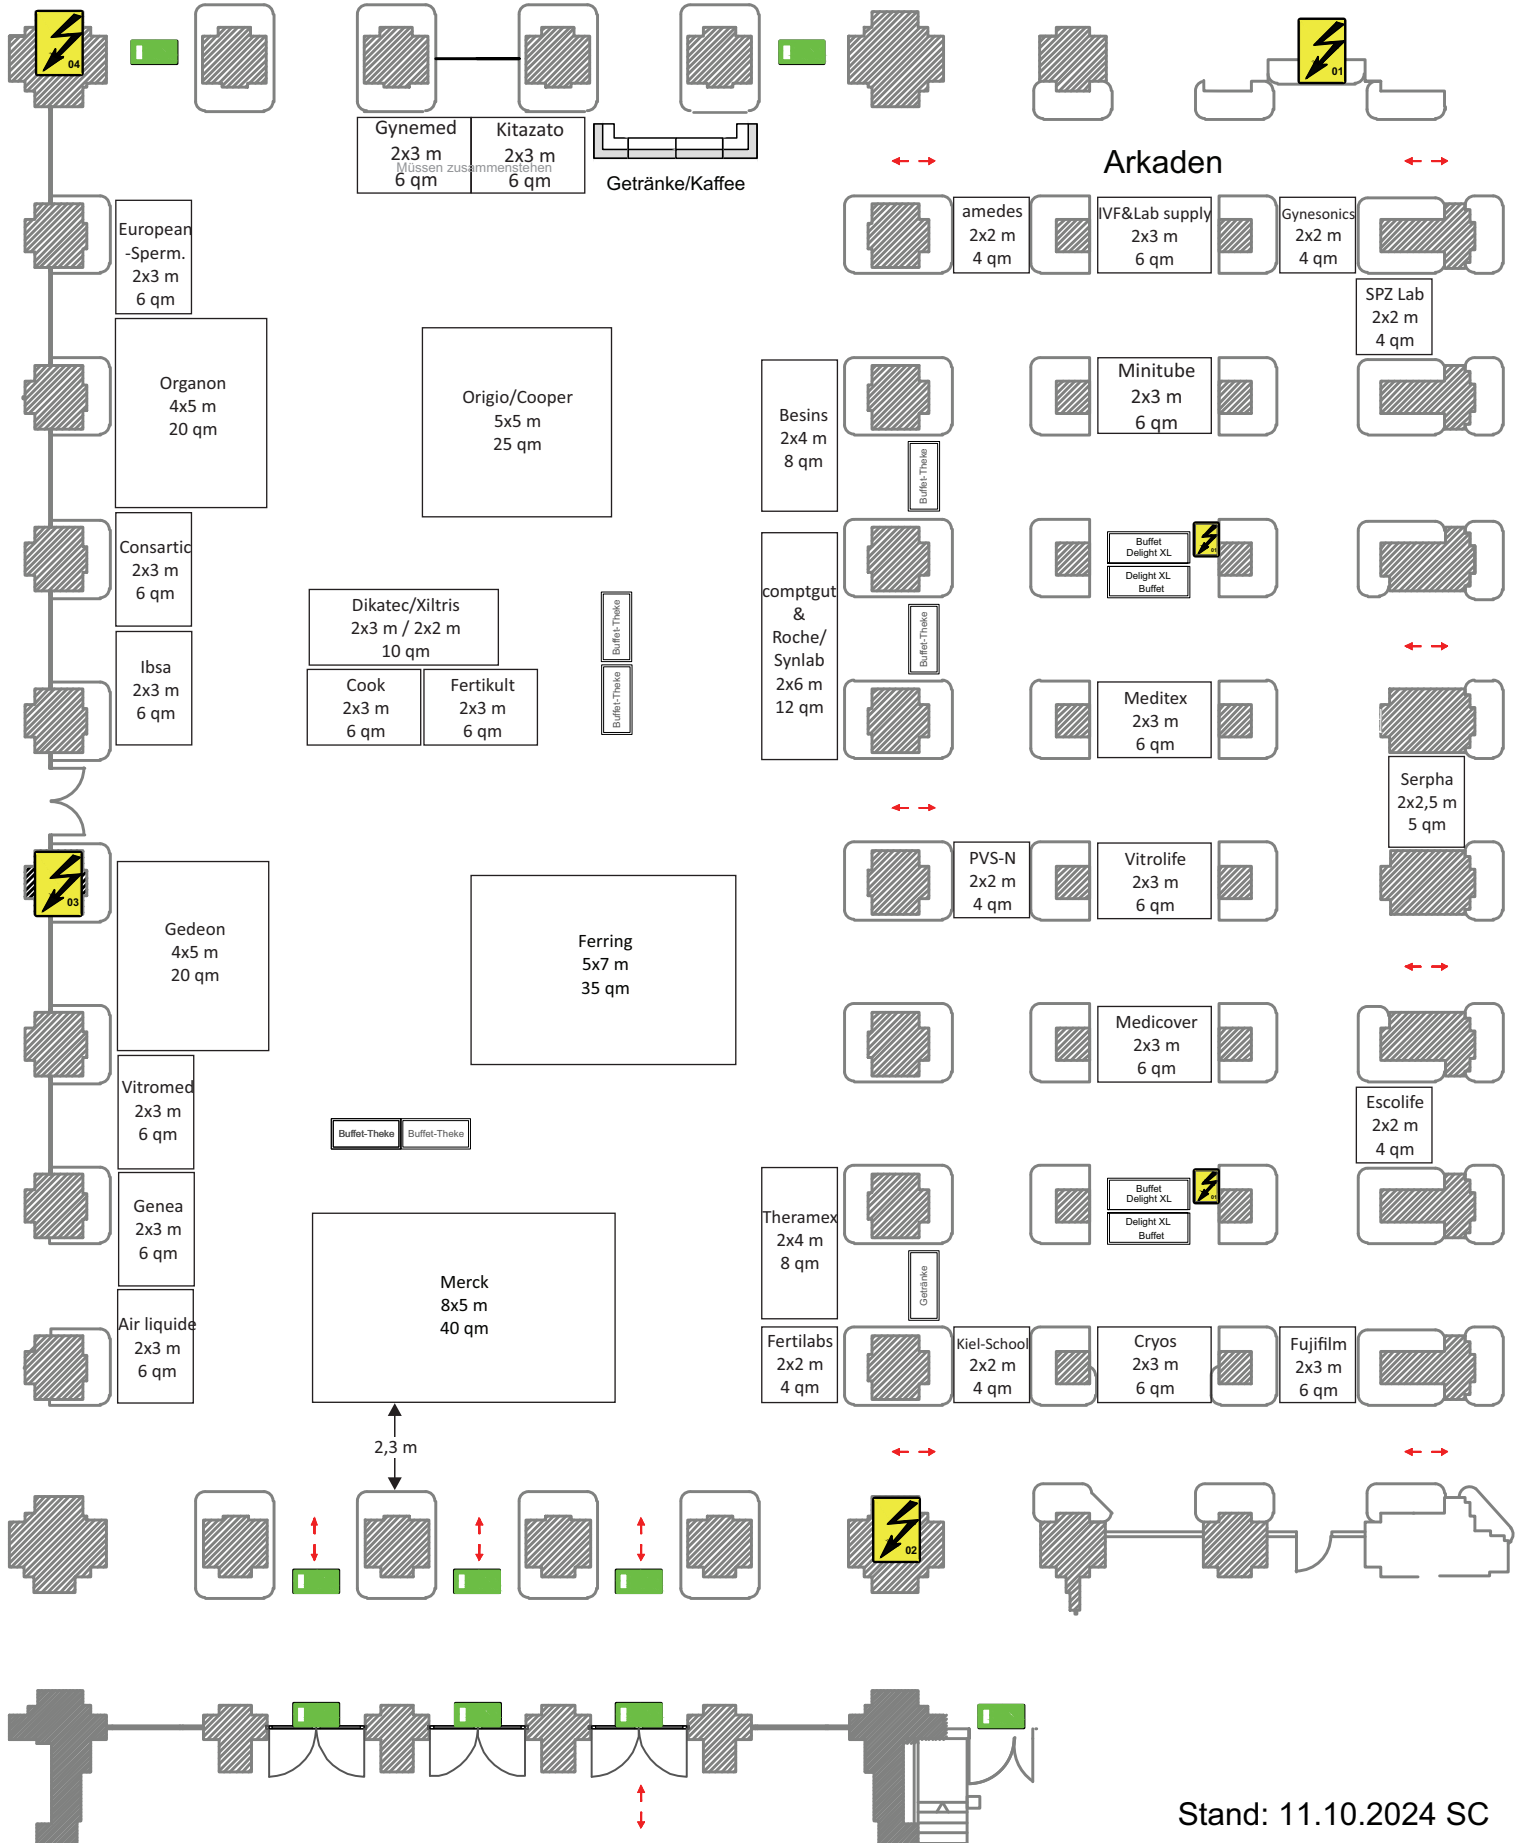 04
01
Gynemed
2x3 m
6 qm
Kitazato
2x3 m
6 qm
Müssen zusammenstehen
Getränke/Kaffee
Arkaden
European
-Sperm.
2x3 m
6 qm
amedes
2x2 m
4 qm
IVF&Lab supply
2x3 m
6 qm
Gynesonics
2x2 m
4 qm
SPZ Lab
2x2 m
4 qm
Organon
4x5 m
20 qm
Origio/Cooper
5x5 m
25 qm
Besins
2x4 m
8 qm
Minitube
2x3 m
6 qm
Buffet-Theke
Consartic
2x3 m
6 qm
comptgut
&
Roche/
Synlab
2x6 m
12 qm
Buffet
Delight XL
Delight XL
Buffet
01
Dikatec/Xiltris
2x3 m / 2x2 m
10 qm
Buffet-Theke
Buffet-Theke
Buffet-Theke
Ibsa
2x3 m
6 qm
Cook
2x3 m
6 qm
Fertikult
2x3 m
6 qm
Meditex
2x3 m
6 qm
Serpha
2x2,5 m
5 qm
03
PVS-N
2x2 m
4 qm
Vitrolife
2x3 m
6 qm
Gedeon
4x5 m
20 qm
Ferring
5x7 m
35 qm
Medicover
2x3 m
6 qm
Vitromed
2x3 m
6 qm
Escolife
2x2 m
4 qm
Buffet-Theke
Buffet-Theke
Genea
2x3 m
6 qm
Theramex
2x4 m
8 qm
Buffet
Delight XL
Delight XL
Buffet
01
Merck
8x5 m
40 qm
Getränke
Air liquide
2x3 m
6 qm
Fertilabs
2x2 m
4 qm
Kiel-School
2x2 m
4 qm
Cryos
2x3 m
6 qm
Fujifilm
2x3 m
6 qm
2,3 m
02
Stand: 11.10.2024 SC